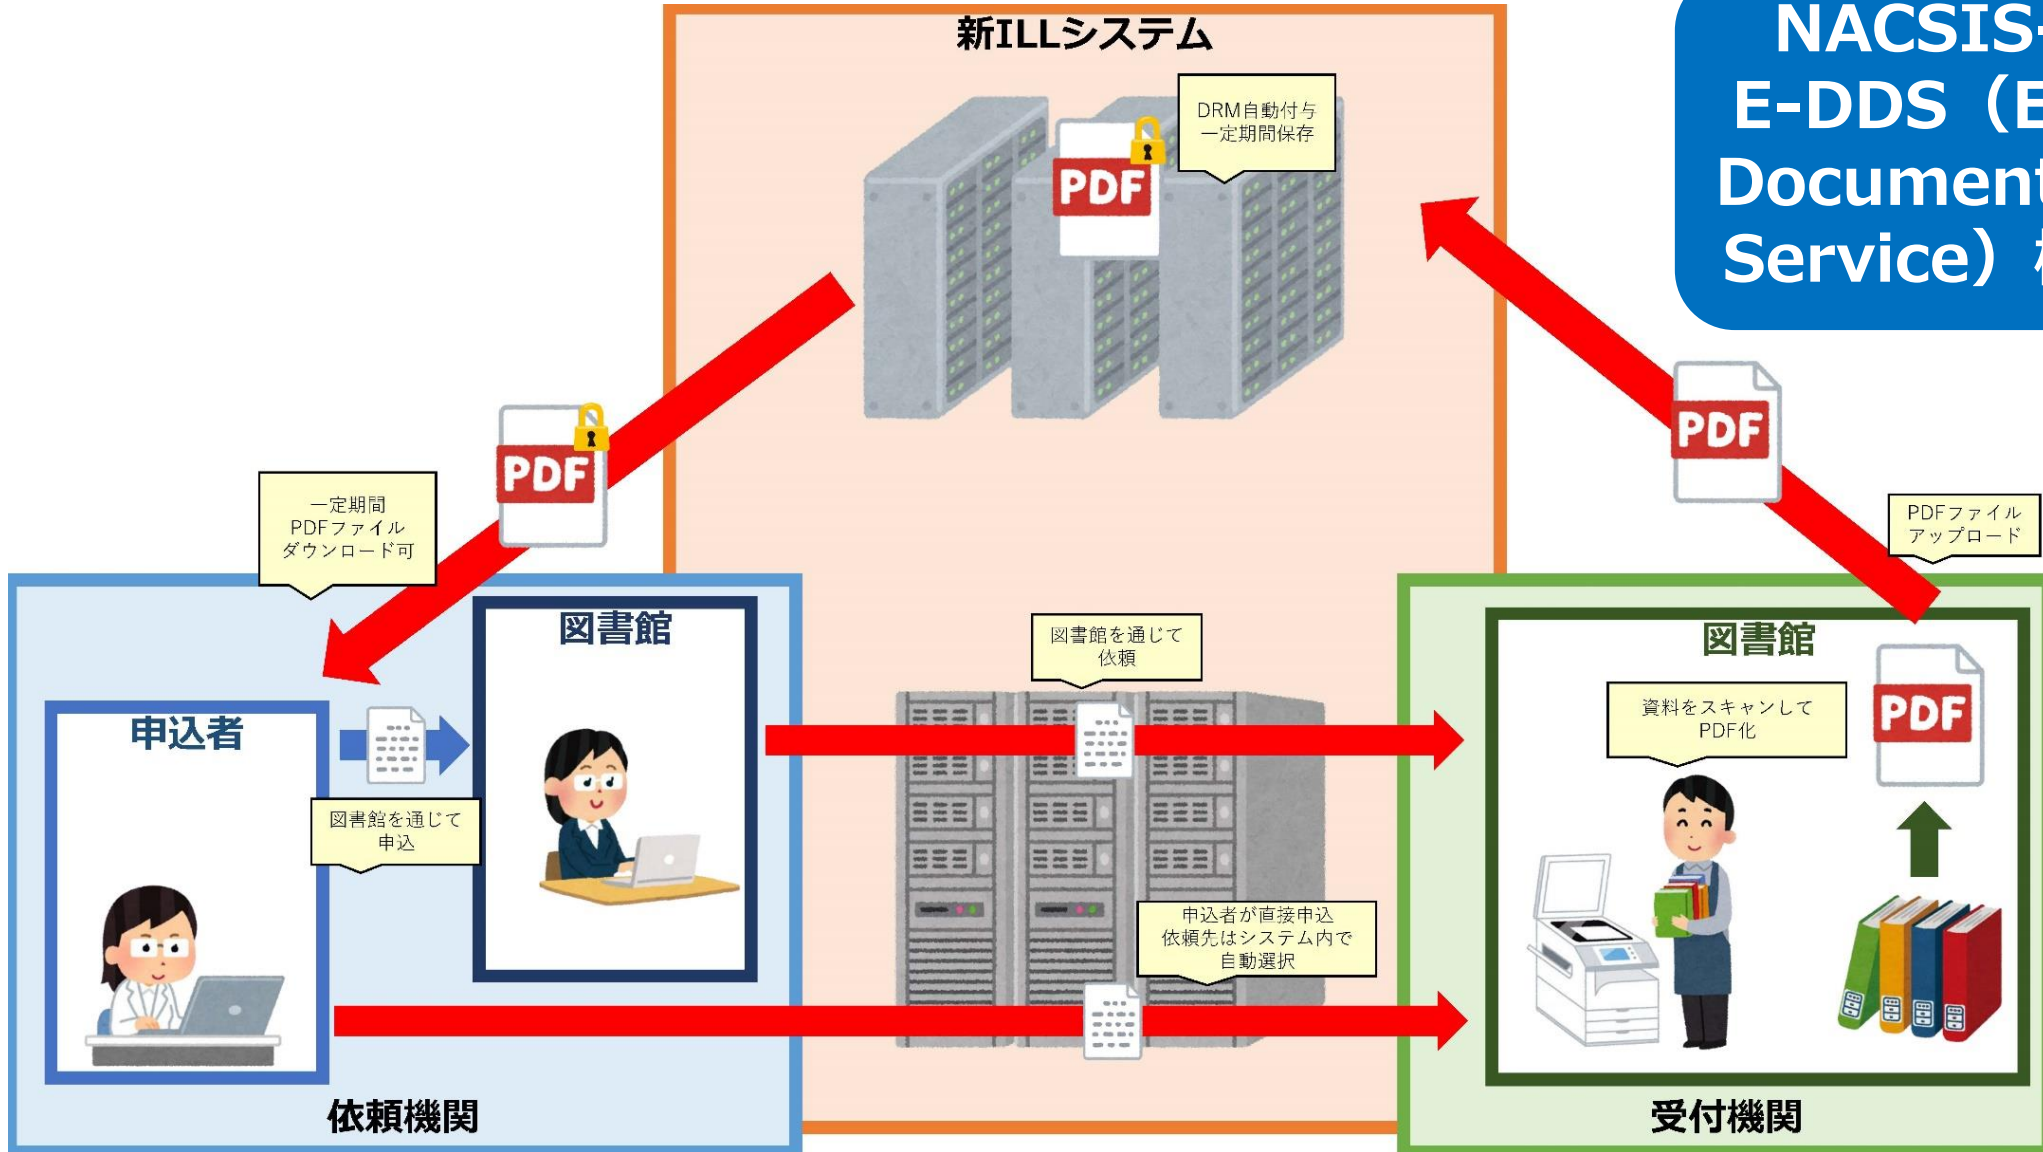 新ILLシステム
NACSIS-
E-DDS（E
Document
Service）
DRM自動付与
一定期間保存
PDF
PDF
PDF
一定期間
PDFファイル
ダウンロード可
PDFファイル
アップロード
図書館
図書館を通じて
依頼
図書館
申込者
資料をスキャンして
PDF化
PDF
図書館を通じて
申込
申込者が直接申込
依頼先はシステム内で
自動選択
依頼機関
受付機関